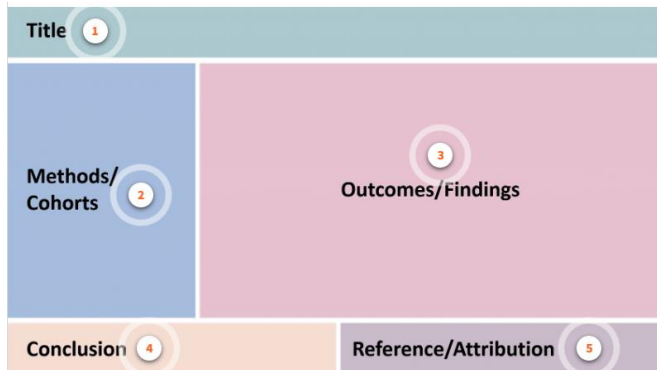 Title 1
Methods/
Cohorts 2
3
Outcomes/Findings
Conclusion 4
Reference/Attribution 5